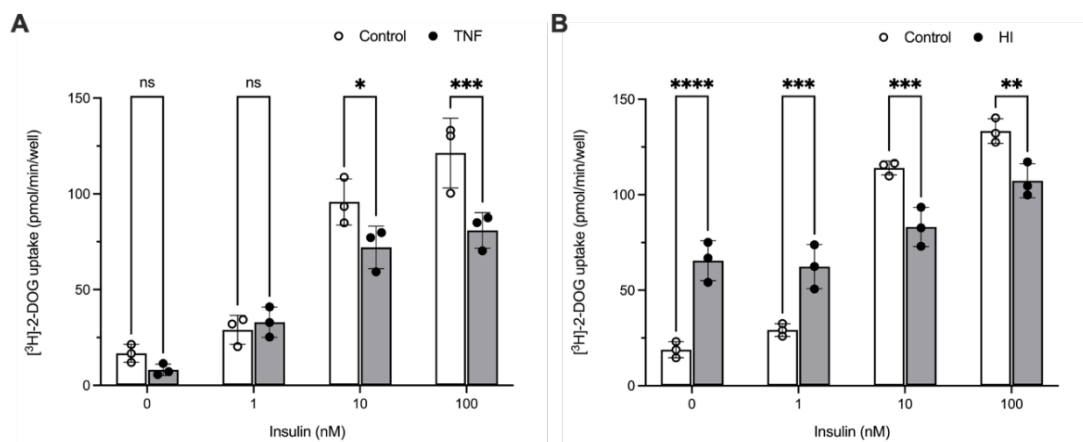 A
Control TNF
ns ns * ***
150
100
50
0
[³H]-2-DOG uptake (pmol/min/well)
0 1 10 100
Insulin (nM)
B
Control HI
**** *** *** **
150
100
50
0
[³H]-2-DOG uptake (pmol/min/well)
0 1 10 100
Insulin (nM)